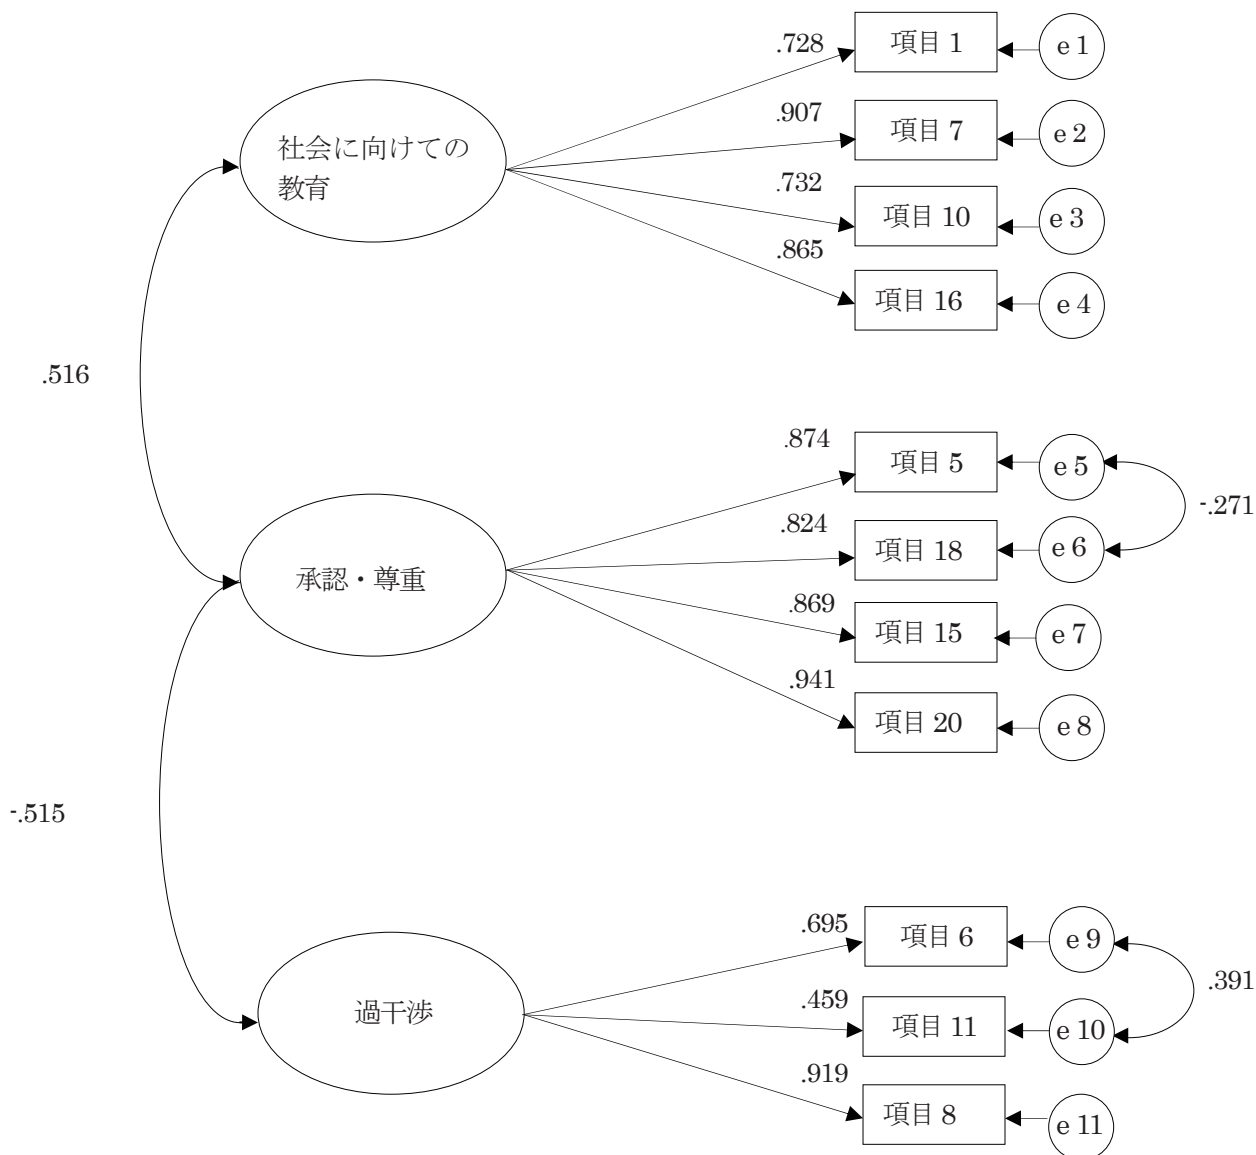 .728
項目 1
e 1
.907
項目 7
e 2
社会に向けての
教育
.732
項目 10
e 3
.865
項目 16
e 4
.516
.874
項目 5
e 5
-.271
.824
項目 18
e 6
承認・尊重
.869
項目 15
e 7
.941
項目 20
e 8
-.515
.695
項目 6
e 9
.391
.459
項目 11
e 10
過干渉
.919
項目 8
e 11